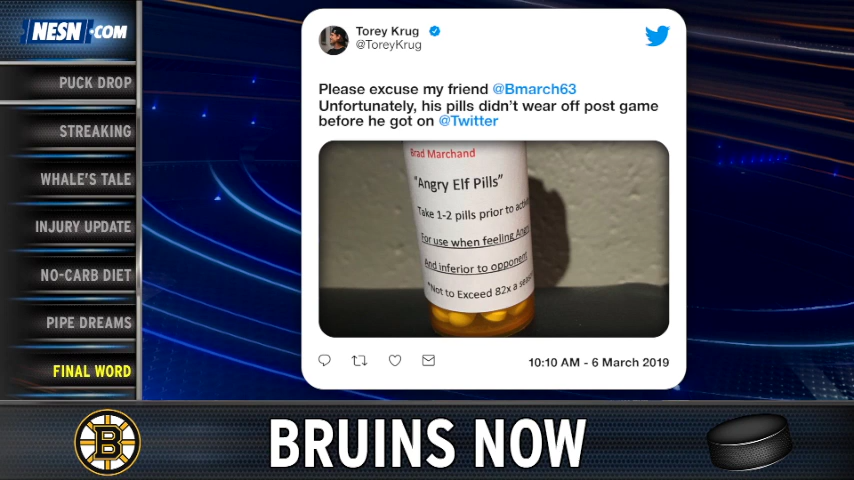 NESN.COM
PUCK DROP
STREAKING
WHALE'S TALE
INJURY UPDATE
NO-CARB DIET
PIPE DREAMS
FINAL WORD
Torey Krug
@ToreyKrug
Please excuse my friend @Bmarch63
Unfortunately, his pills didn't wear off post game
before he got on @Twitter
Brad Marchand
"Angry Elf Pills"
Take 1-2 pills prior to
For use when feeling
And inferior to opponent
*Not to Exceed 82x a
10:10 AM - 6 March 2019
B
BRUINS NOW